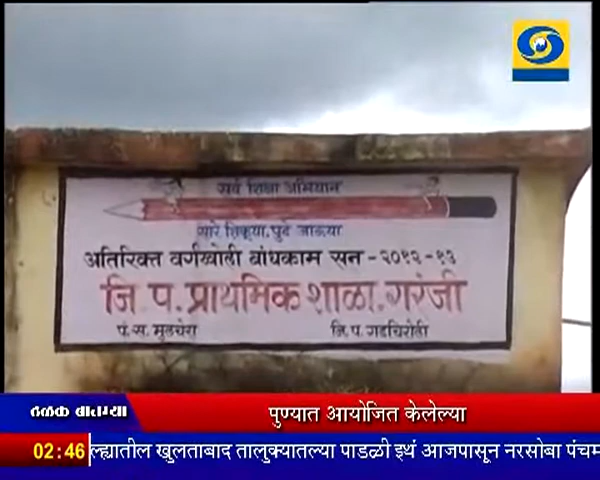 सर्व शिक्षा अभियान
सारे शिकूया, पुढे जाऊया
अतिरिक्त वर्गखोली बांधकाम सन - २०१२-१३
जि. प. प्राथमिक शाळा. गरंजी
पं. स. मुलचेरा जि. प. गडचिरोली
ठळक बातम्या पुण्यात आयोजित केलेल्या
02:46 ल्ह्यातील खुलताबाद तालुक्यातल्या पाडळी इथं आजपासून नरसोबा पंचम